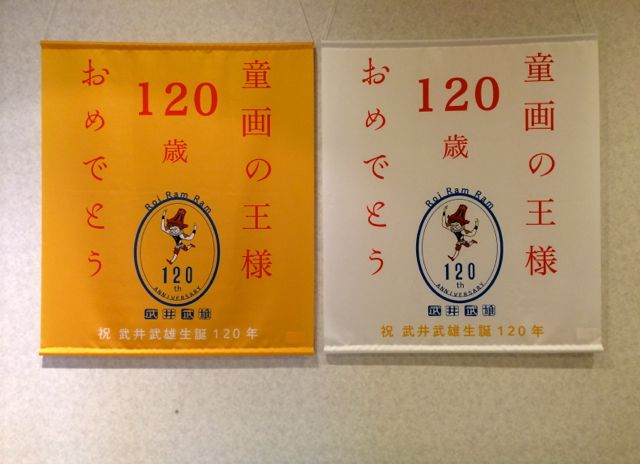 童画の王様
120
歳
おめでとう
Roi Ram Ram
120
th
ANNIVERSARY
武井武雄
祝 武井武雄生誕120年
童画の王様
120
歳
おめでとう
Roi Ram Ram
120
th
ANNIVERSARY
武井武雄
祝 武井武雄生誕120年